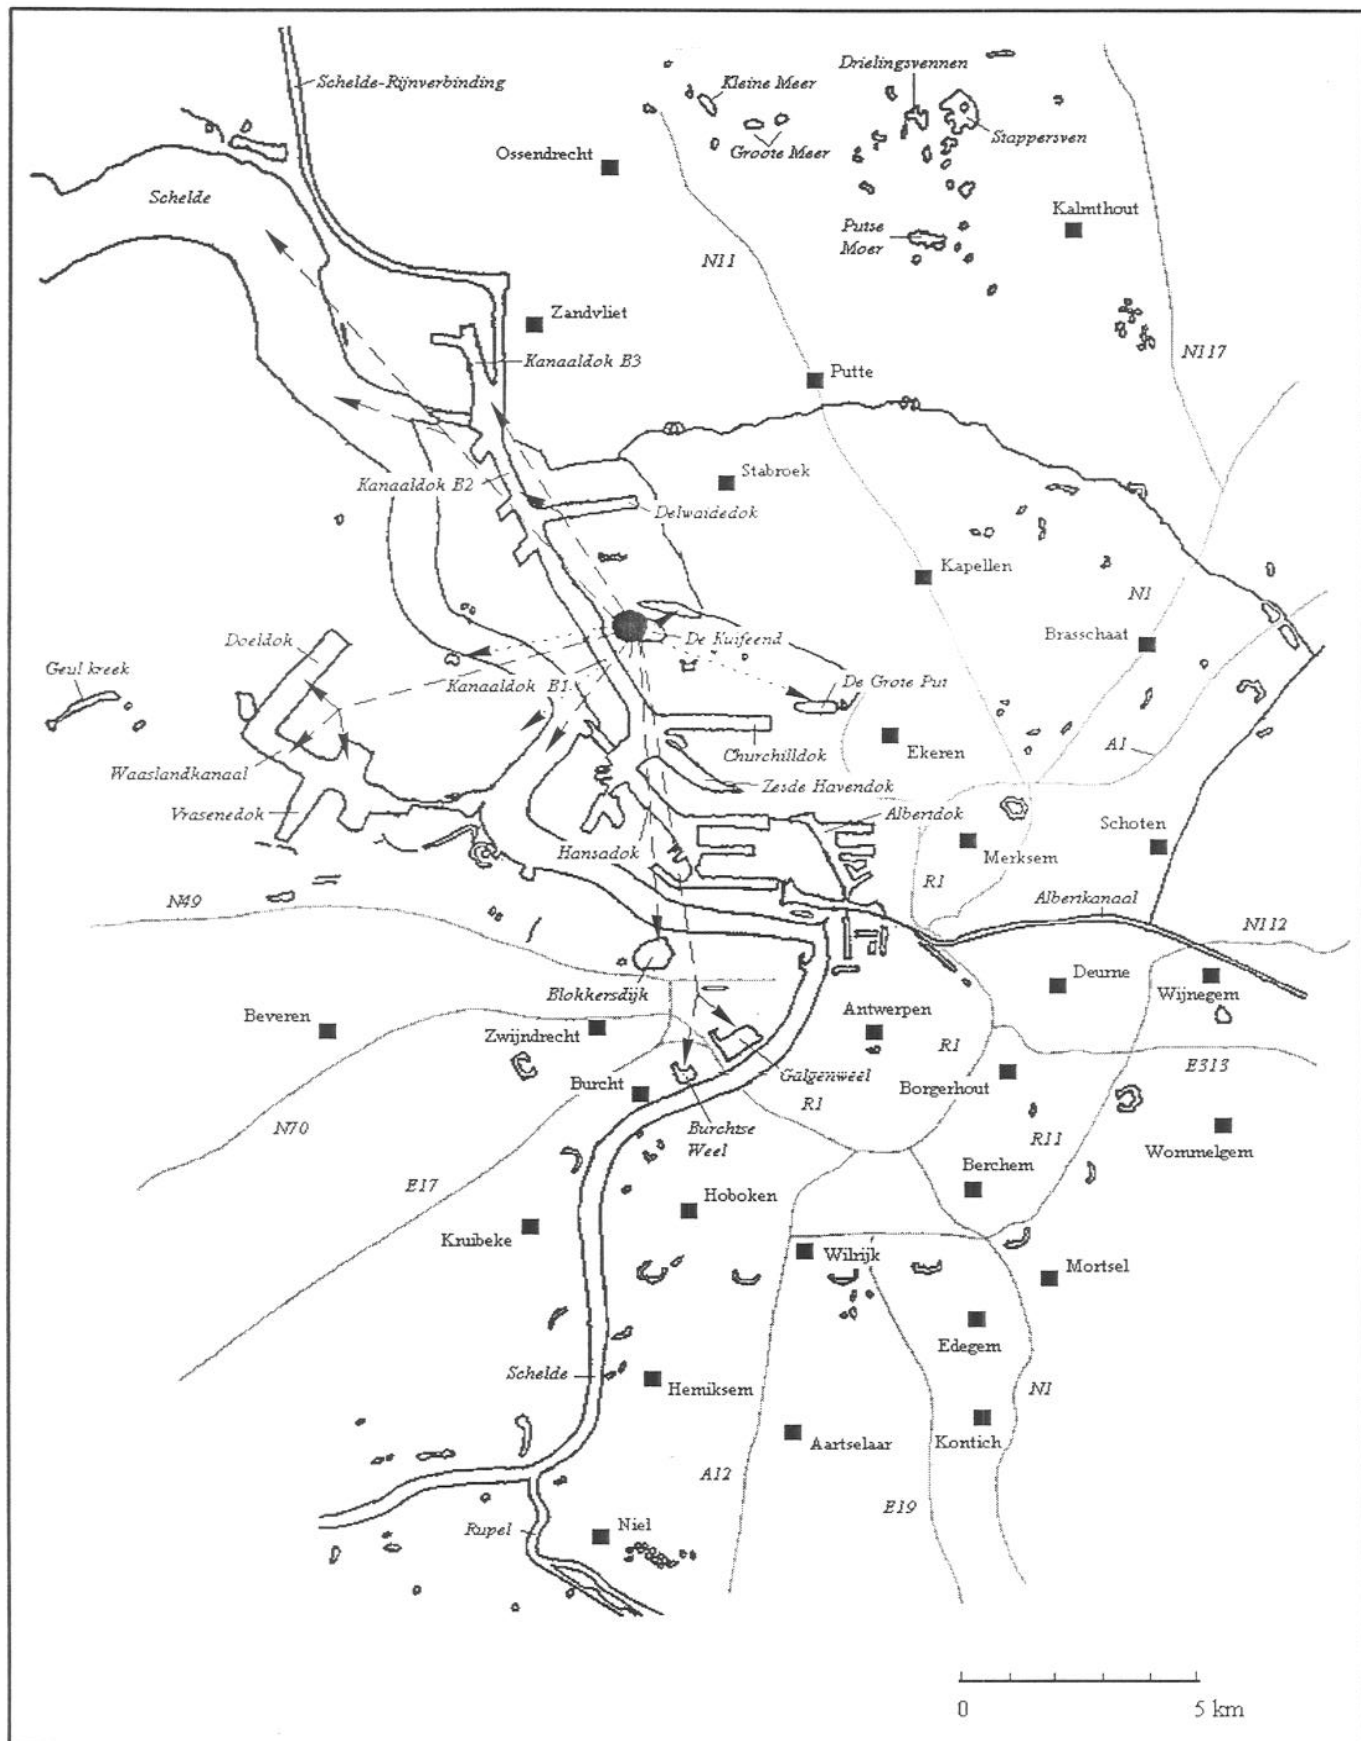 Drielingsvennen
Schelde-Rijnverbinding
Kleine Meer
Stappersven
Groote Meer
Ossendrecht
Schelde
Kalmthout
Putse
Moer
N11
Zandvliet
Kanaaldok B3
N117
Putte
Stabroek
Kanaaldok B2
Delwaidedok
Kapellen
N1
Brasschaat
Doeldok
De Kuifeend
Geul kreek
Kanaaldok B1
De Grote Put
Ekeren
A1
Churchilldok
Waaslandkanaal
Zesde Havendok
Vrasenedok
Albertdok
Schoten
Hansadok
Merksem
R1
Albertkanaal
N49
N112
Deurne
Wijnegem
Blokkersdijk
Beveren
Zwijndrecht
Antwerpen
R1
E313
Galgenweel
Burcht
Borgerhout
R1
N70
Burchtse
Weel
R11
Wommelgem
Berchem
E17
Hoboken
Kruibeke
Wilrijk
Mortsel
Edegem
Schelde
Hemiksem
N1
Aartselaar
Kontich
A12
E19
Rupel
Niel
0 5 km